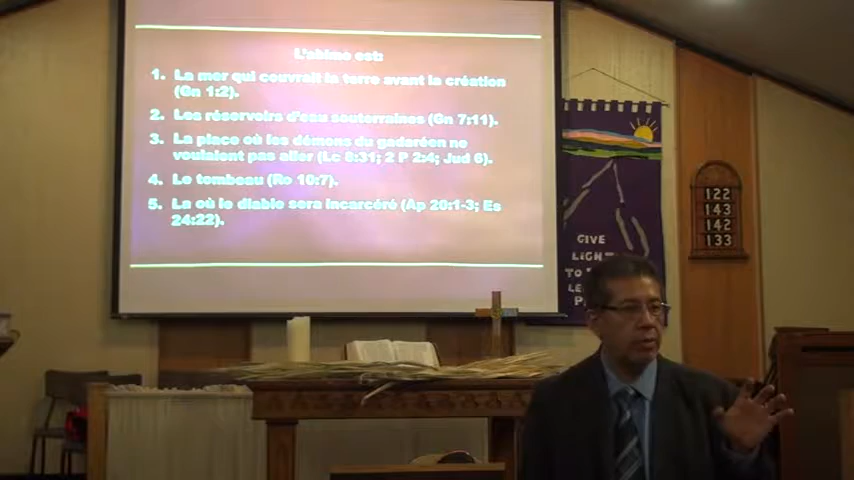 L'abîme est:
1. La mer qui couvrait la terre avant la création
(Gn 1:2).
2. Les réservoirs d'eau souterraines (Gn 7:11).
3. La place où les démons du gadaréen ne
voulaient pas aller (Lc 8:31; 2 P 2:4; Jud 6).
4. Le tombeau (Ro 10:7).
5. La où le diable sera incarcéré (Ap 20:1-3; Es
24:22).
GIVE
LIGHT
TO
122
143
142
133